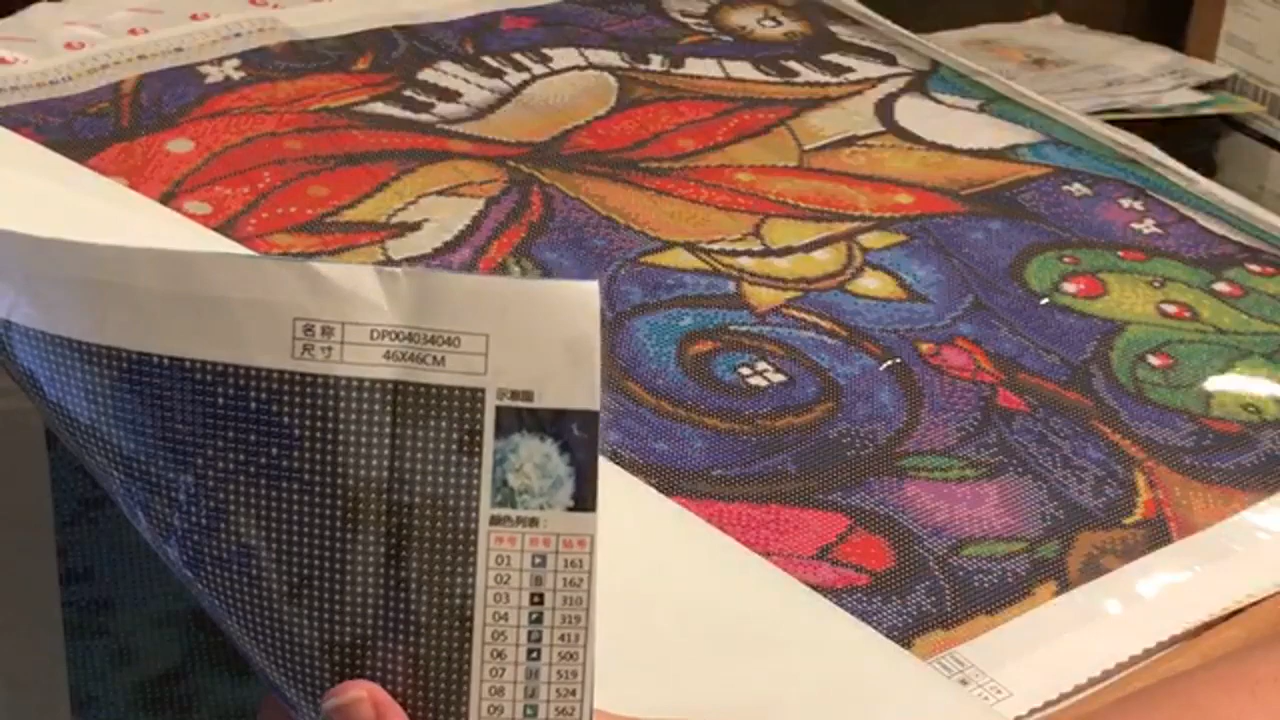 名称 DP004034040
尺寸 46X46CM
示意图:
颜色列表:
序号 符号 钻号
01 161
02 B 162
03 310
04 319
05 P 413
06 500
07 H 519
08 J 524
09 562